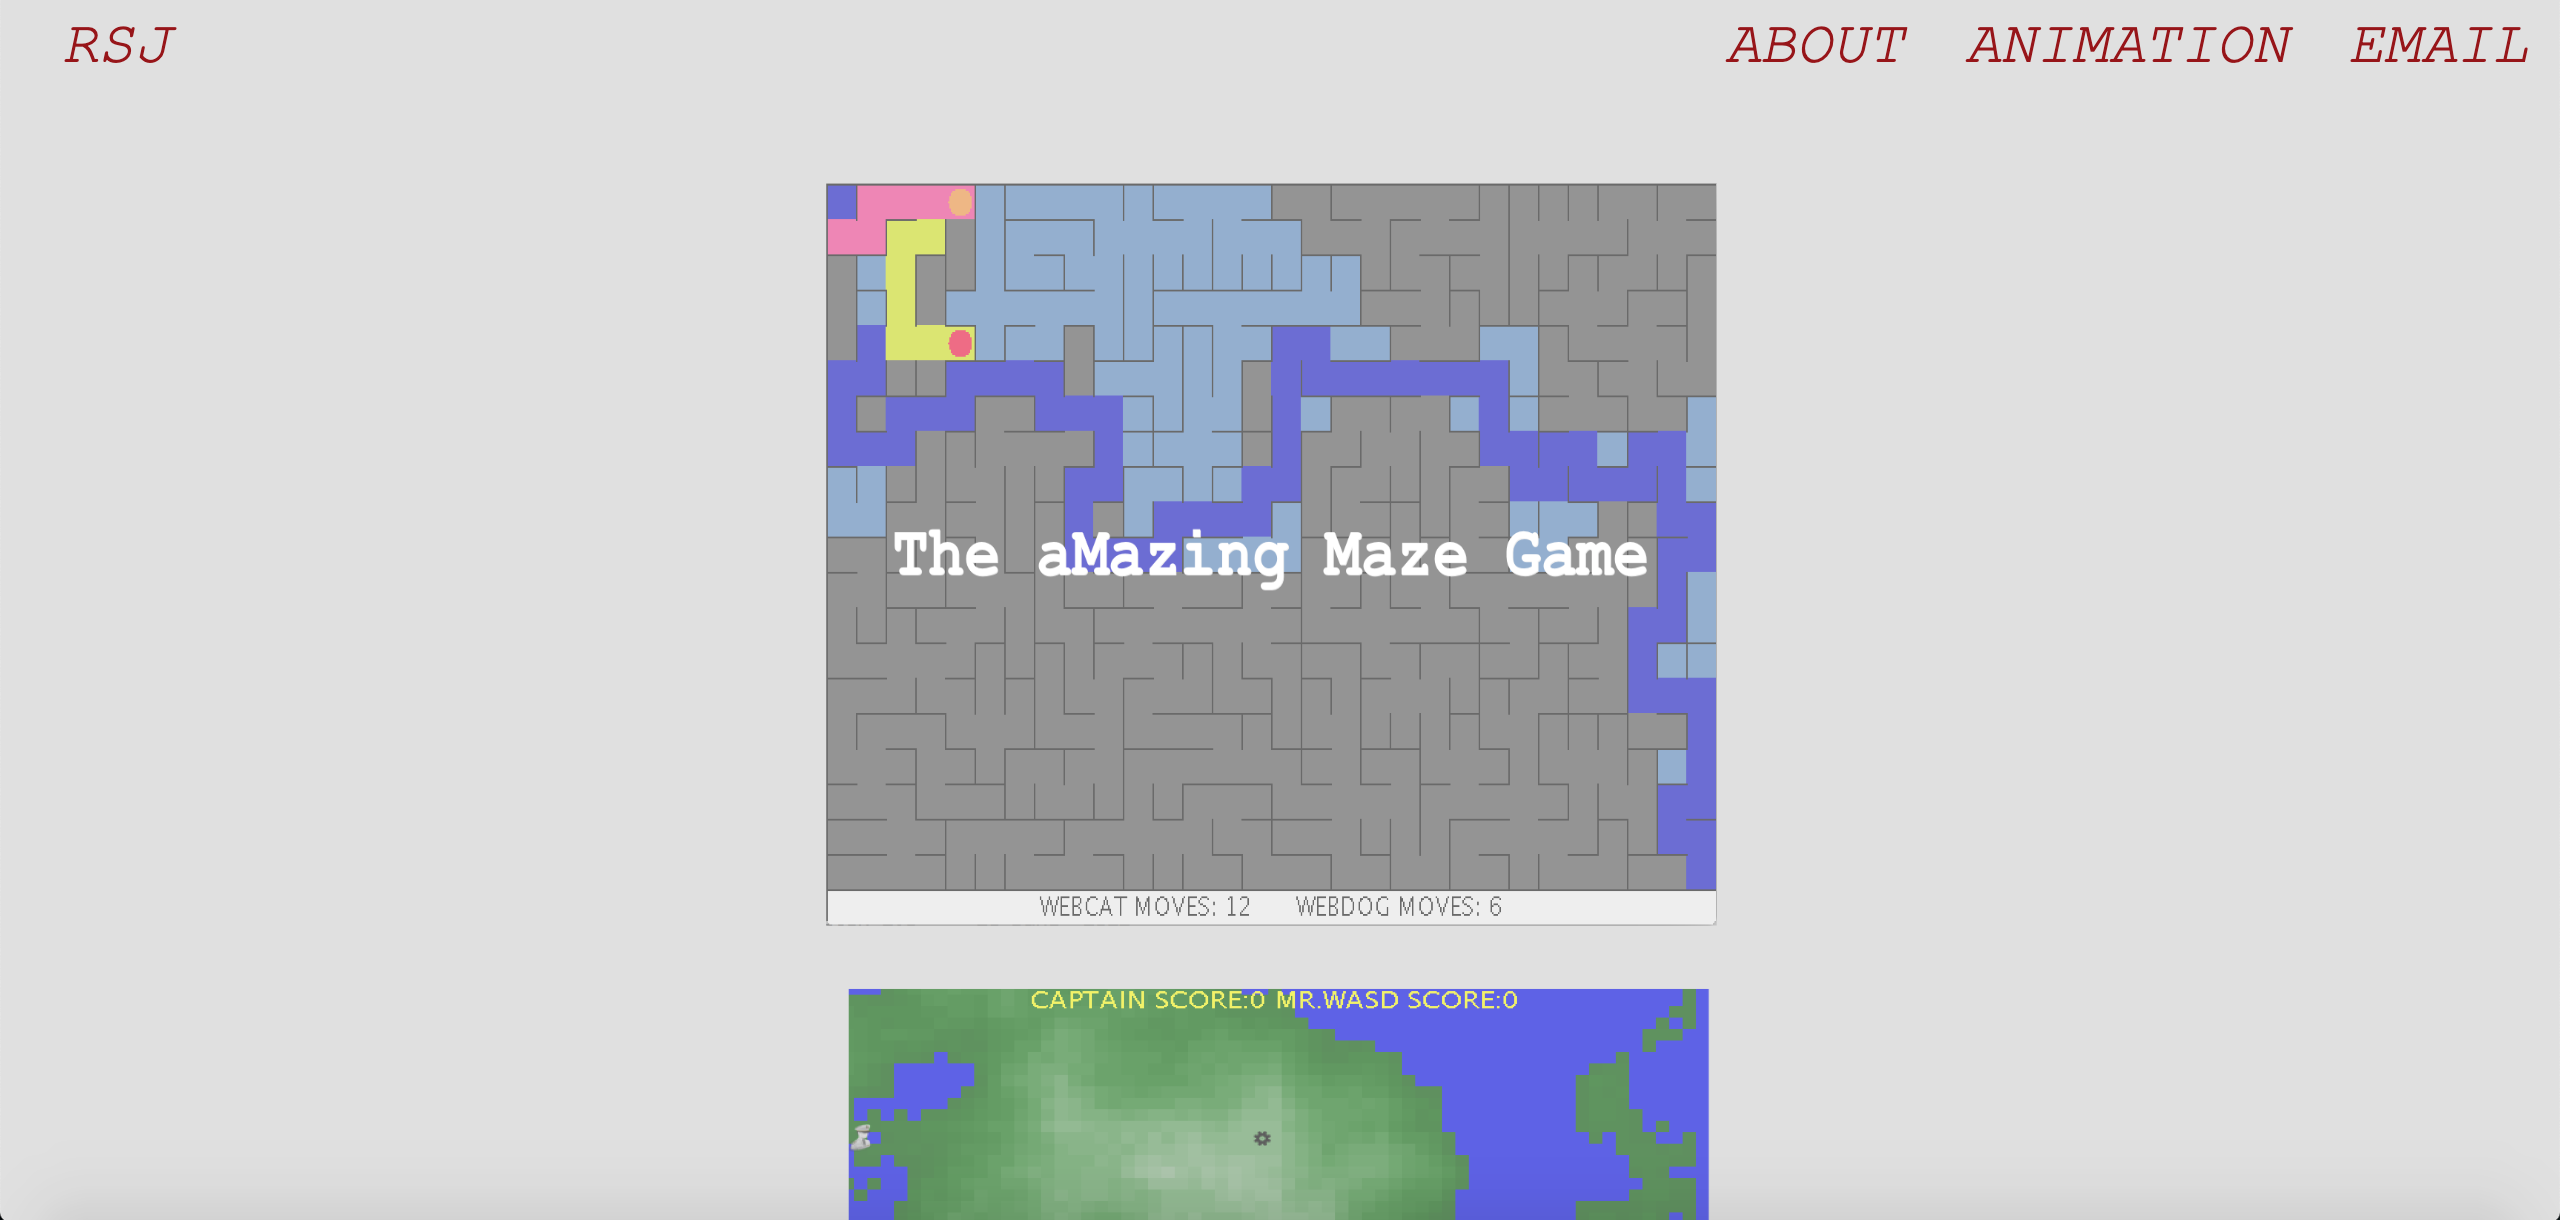 RSJ ABOUT ANIMATION EMAIL
The aMazing Maze Game
WEBCAT MOVES: 12 WEBDOG MOVES: 6
CAPTAIN SCORE:0 MR.WASD SCORE:0